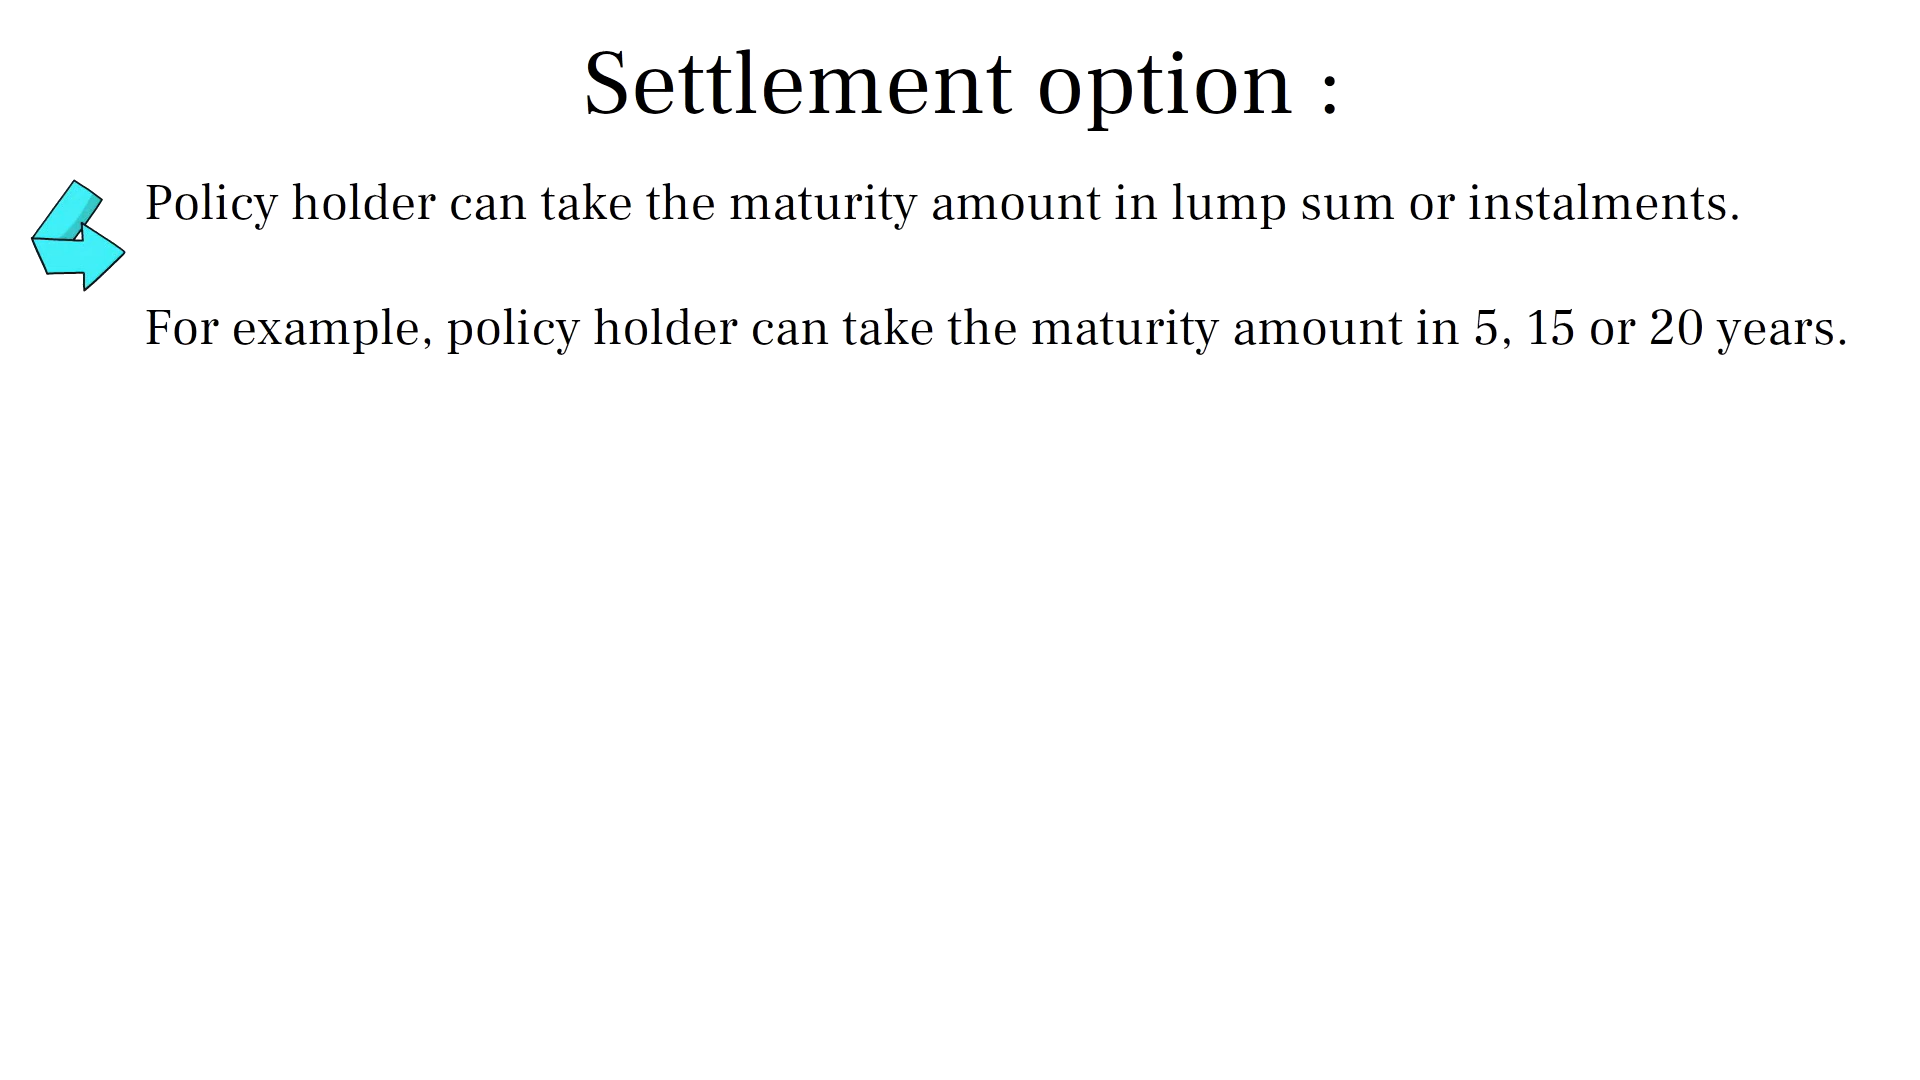 Settlement option :
Policy holder can take the maturity amount in lump sum or instalments.
For example, policy holder can take the maturity amount in 5, 15 or 20 years.